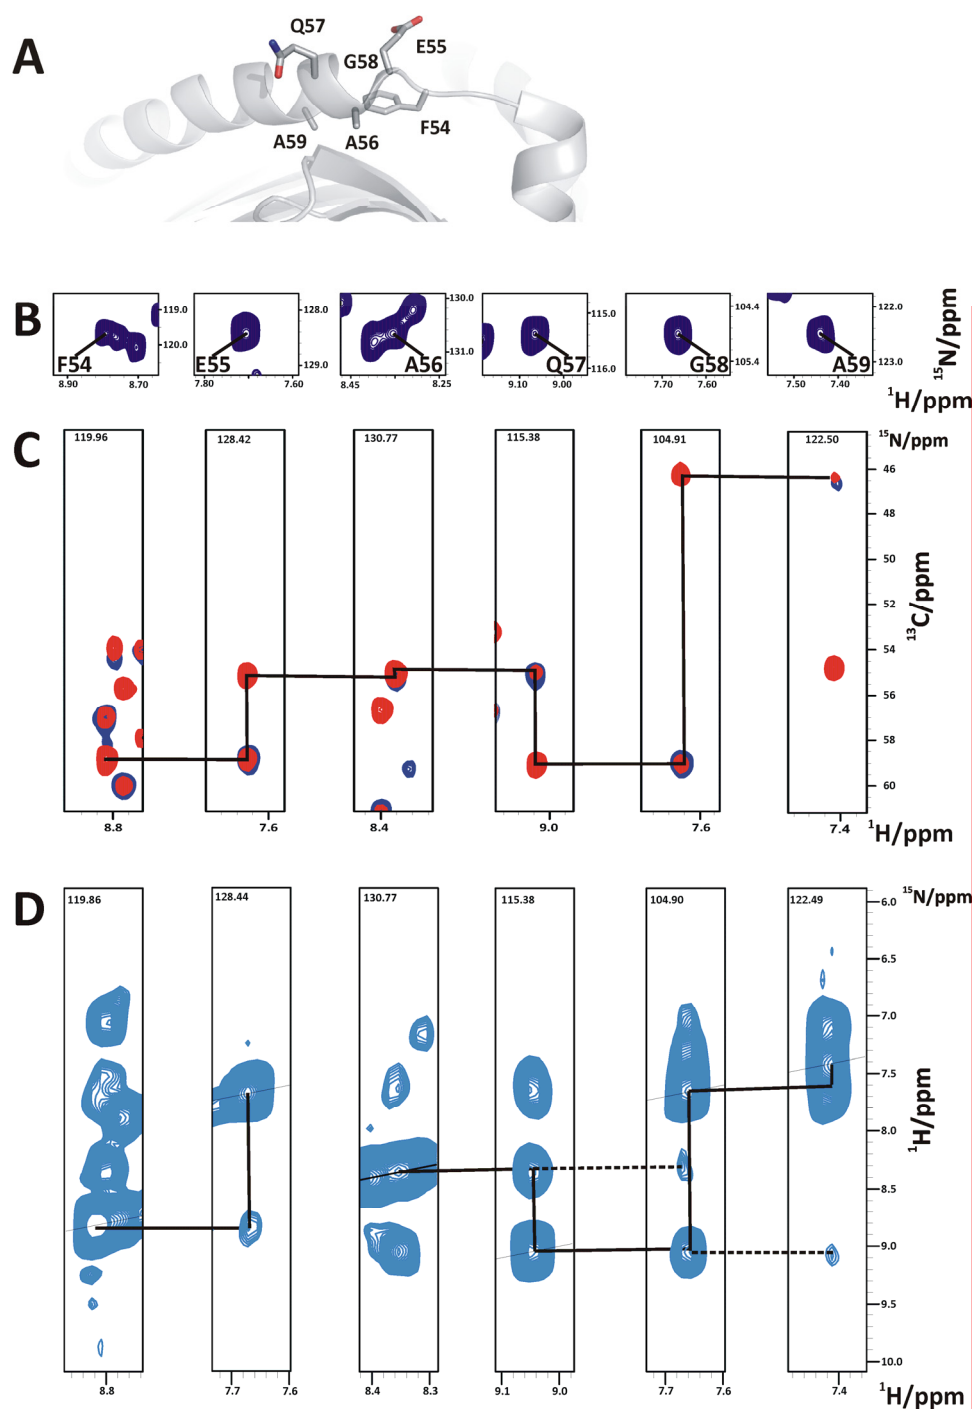 A
Q57
E55
G58
F54
A59
A56
B
119.0
120.0
F54
8.90
8.70
128.0
129.0
E55
7.80
7.60
130.0
131.0
A56
8.45
8.25
115.0
116.0
Q57
9.10
9.00
104.4
105.4
G58
7.70
7.60
122.0
123.0
A59
7.50
7.40
15N/ppm
1H/ppm
C
119.96
128.42
130.77
115.38
104.91
122.50
15N/ppm
46
48
50
52
54
56
58
60
13C/ppm
8.8
7.6
8.4
9.0
7.6
7.4
1H/ppm
D
119.86
128.44
130.77
115.38
104.90
122.49
15N/ppm
6.0
6.5
7.0
7.5
8.0
8.5
9.0
9.5
10.0
1H/ppm
8.8
7.7
7.6
8.4
8.3
9.1
9.0
7.7
7.6
7.4
1H/ppm